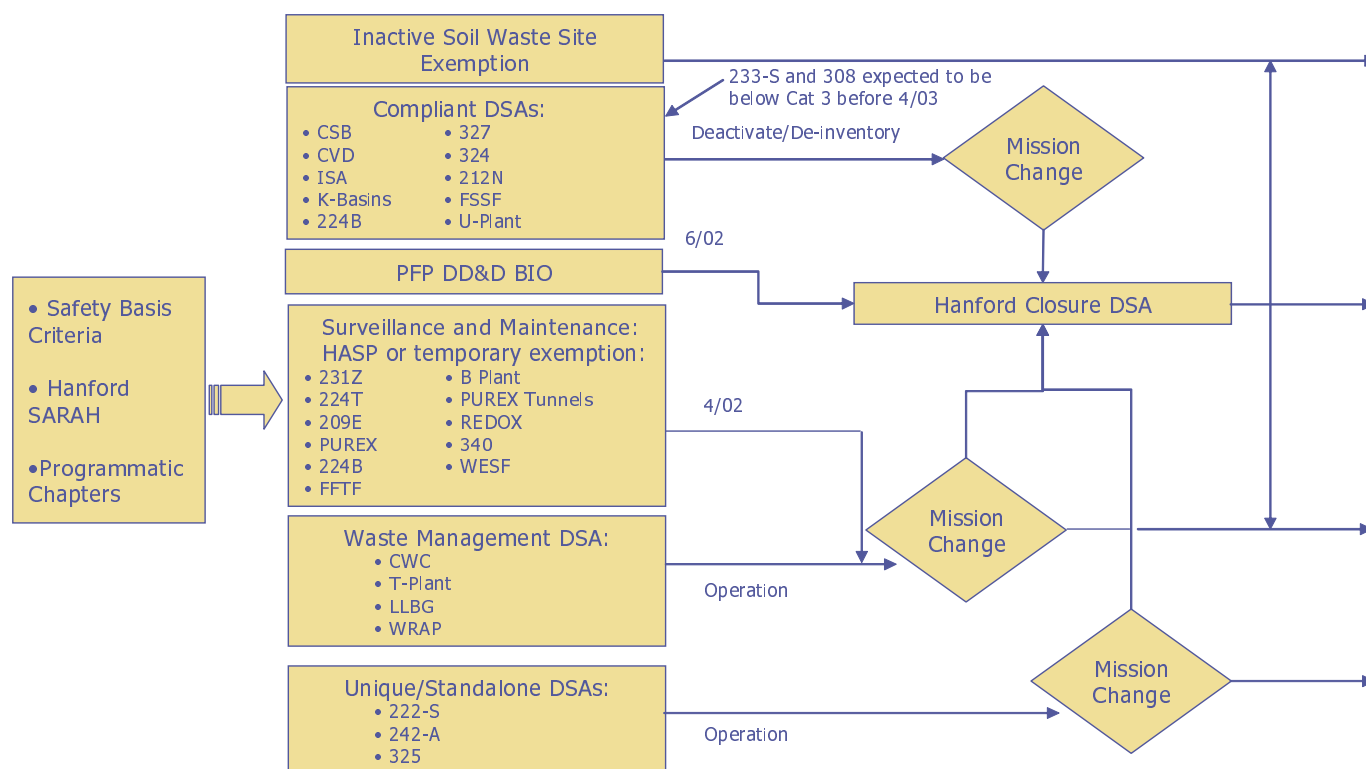 Inactive Soil Waste Site
Exemption
233-S and 308 expected to be
below Cat 3 before 4/03
Compliant DSAs:
• CSB
• CVD
• ISA
• K-Basins
• 224B
• 327
• 324
• 212N
• FSSF
• U-Plant
Deactivate/De-inventory
Mission
Change
6/02
PFP DD&D BIO
Hanford Closure DSA
• Safety Basis
Criteria
• Hanford
SARAH
•Programmatic
Chapters
Surveillance and Maintenance:
HASP or temporary exemption:
• 231Z
• 224T
• 209E
• PUREX
• 224B
• FFTF
• B Plant
• PUREX Tunnels
• REDOX
• 340
• WESF
4/02
Mission
Change
Waste Management DSA:
• CWC
• T-Plant
• LLBG
• WRAP
Operation
Mission
Change
Unique/Standalone DSAs:
• 222-S
• 242-A
• 325
Operation